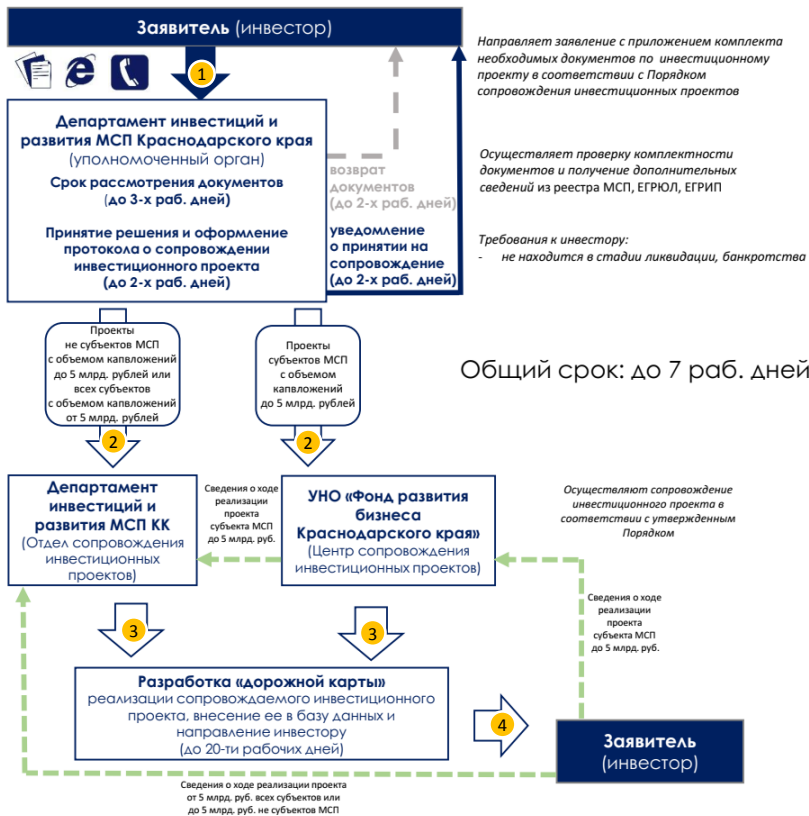 Заявитель (инвестор)
1
Направляет заявление с приложением комплекта
необходимых документов по инвестиционному
проекту в соответствии с Порядком
сопровождения инвестиционных проектов
Департамент инвестиций и
развития МСП Краснодарского края
(уполномоченный орган)
Срок рассмотрения документов
(до 3-х раб. дней)
Принятие решения и оформление
протокола о сопровождении
инвестиционного проекта
(до 2-х раб. дней)
возврат
документов
(до 2-х раб. дней)
уведомление
о принятии на
сопровождение
(до 2-х раб. дней)
Осуществляет проверку комплектности
документов и получение дополнительных
сведений из реестра МСП, ЕГРЮЛ, ЕГРИП
Требования к инвестору:
- не находится в стадии ликвидации, банкротства
Проекты
не субъектов МСП
с объемом капвложений
до 5 млрд. рублей или
всех субъектов
с объемом капвложений
от 5 млрд. рублей
Проекты
субъектов МСП
с объемом
капвложений
до 5 млрд. рублей
Общий срок: до 7 раб. дней
2
2
Департамент
инвестиций и
развития МСП КК
(Отдел сопровождения
инвестиционных
проектов)
Сведения о ходе
реализации
проекта
субъекта МСП
до 5 млрд. руб.
УНО «Фонд развития
бизнеса
Краснодарского края»
(Центр сопровождения
инвестиционных проектов)
Осуществляют сопровождение
инвестиционного проекта в
соответствии с утвержденным
Порядком
Сведения о ходе
реализации
проекта
субъекта МСП
до 5 млрд. руб.
3
3
Разработка «дорожной карты»
реализации сопровождаемого инвестиционного
проекта, внесение ее в базу данных и
направление инвестору
(до 20-ти рабочих дней)
4
Заявитель
(инвестор)
Сведения о ходе реализации проекта
от 5 млрд. руб. всех субъектов или
до 5 млрд. руб. не субъектов МСП